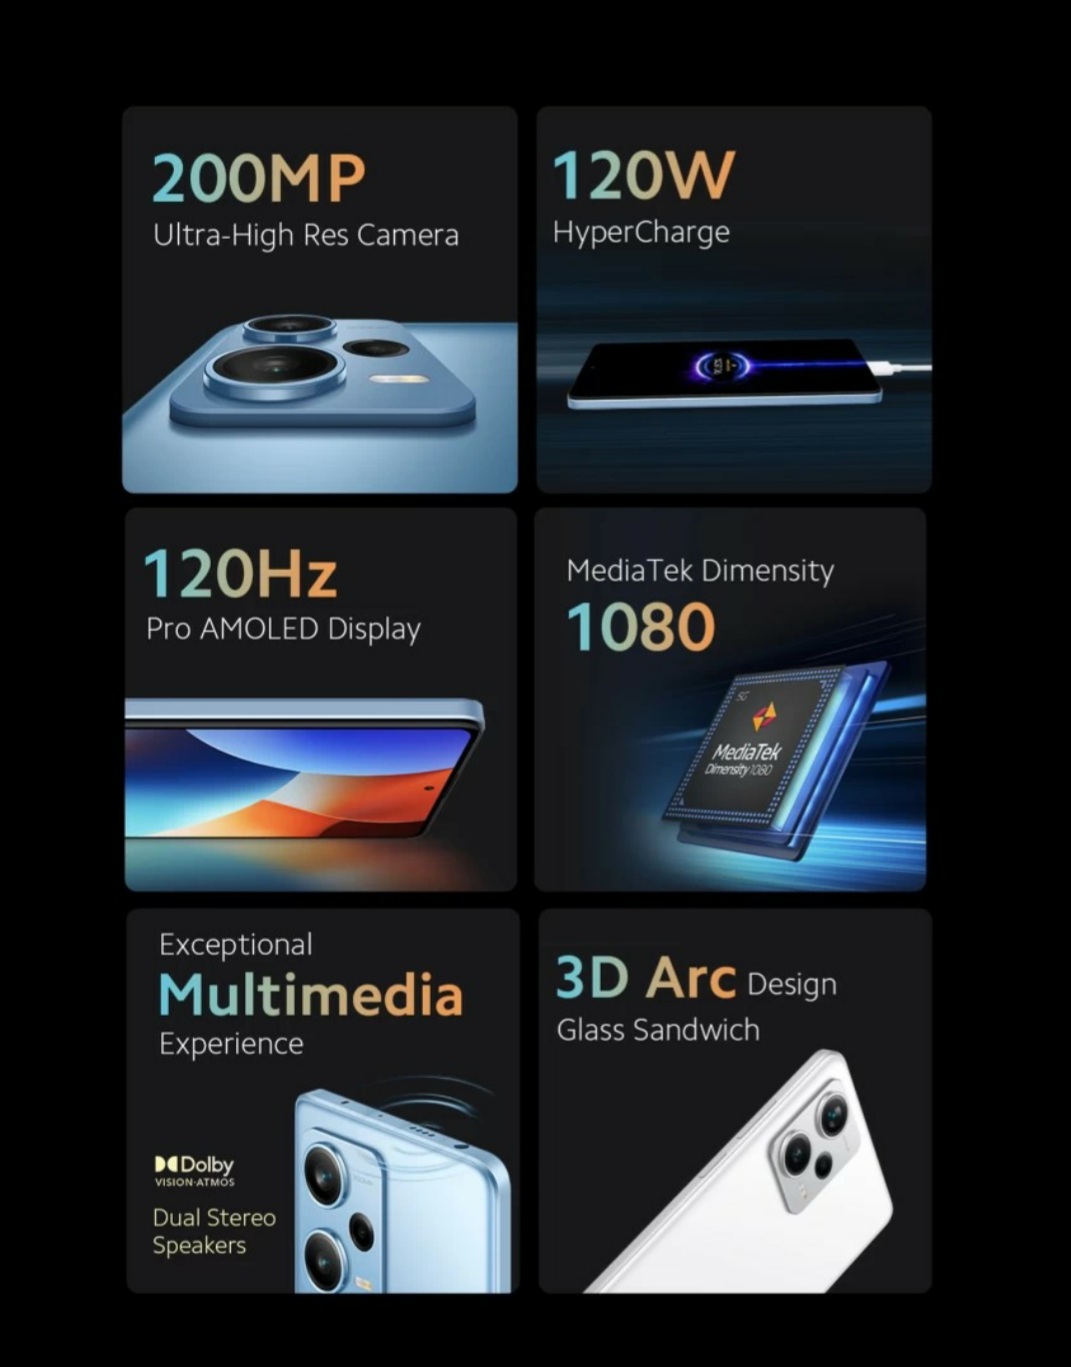 200MP
Ultra-High Res Camera
120W
HyperCharge
120Hz
Pro AMOLED Display
MediaTek Dimensity
1080
5G
MediaTek
Dimensity 1080
Exceptional
Multimedia
Experience
Dolby
VISION·ATMOS
Dual Stereo
Speakers
3D Arc Design
Glass Sandwich